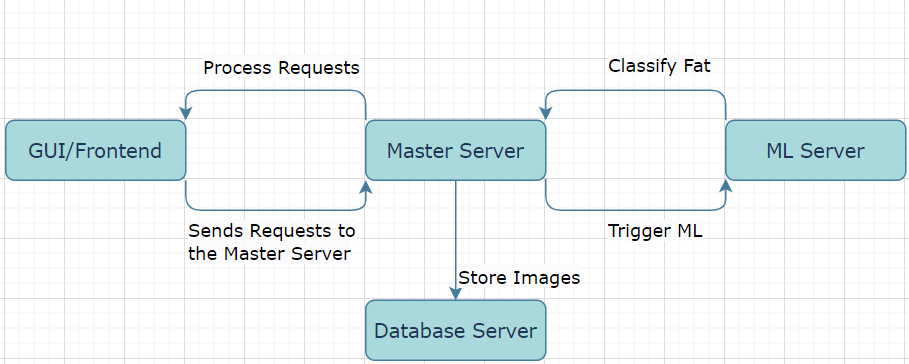 Process Requests
Classify Fat
GUI/Frontend
Master Server
ML Server
Sends Requests to
the Master Server
Trigger ML
Store Images
Database Server